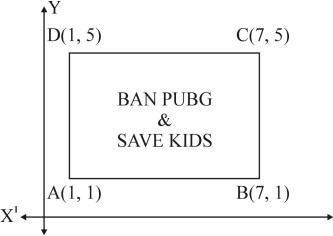 Y
D(1, 5)
C(7, 5)
BAN PUBG
&
SAVE KIDS
A(1, 1)
B(7, 1)
X'